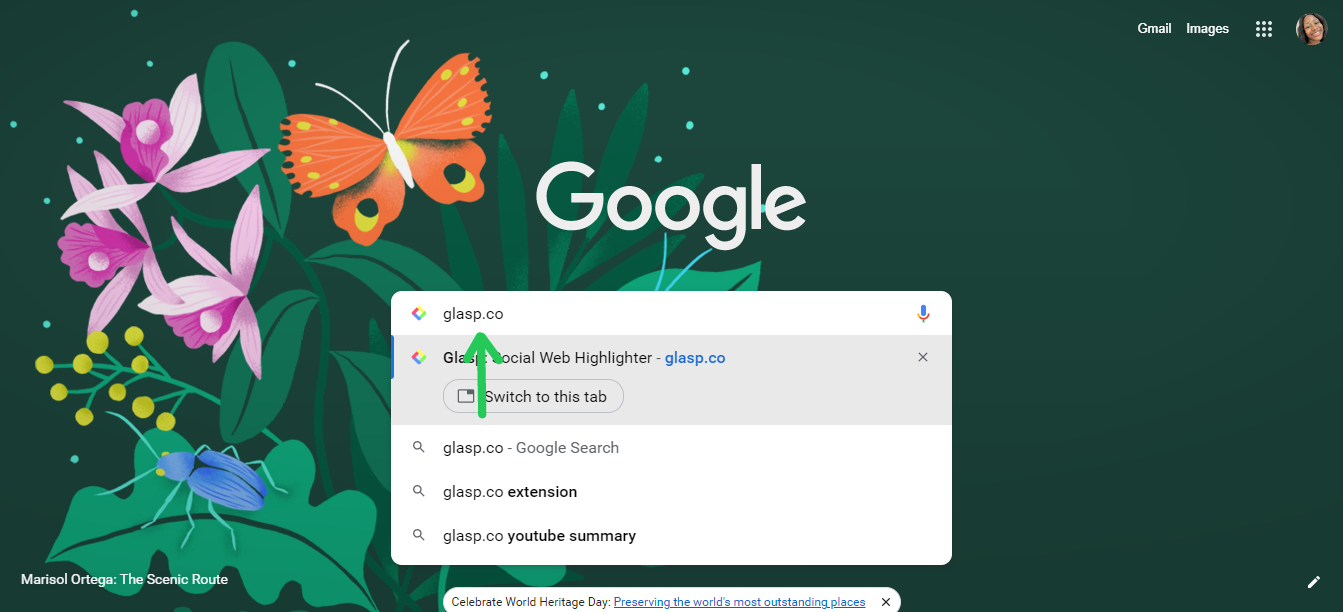 Gmail Images
Google
glasp.co
Glasp: Social Web Highlighter - glasp.co
Switch to this tab
glasp.co - Google Search
glasp.co extension
glasp.co youtube summary
Marisol Ortega: The Scenic Route
Celebrate World Heritage Day: Preserving the world's most outstanding places